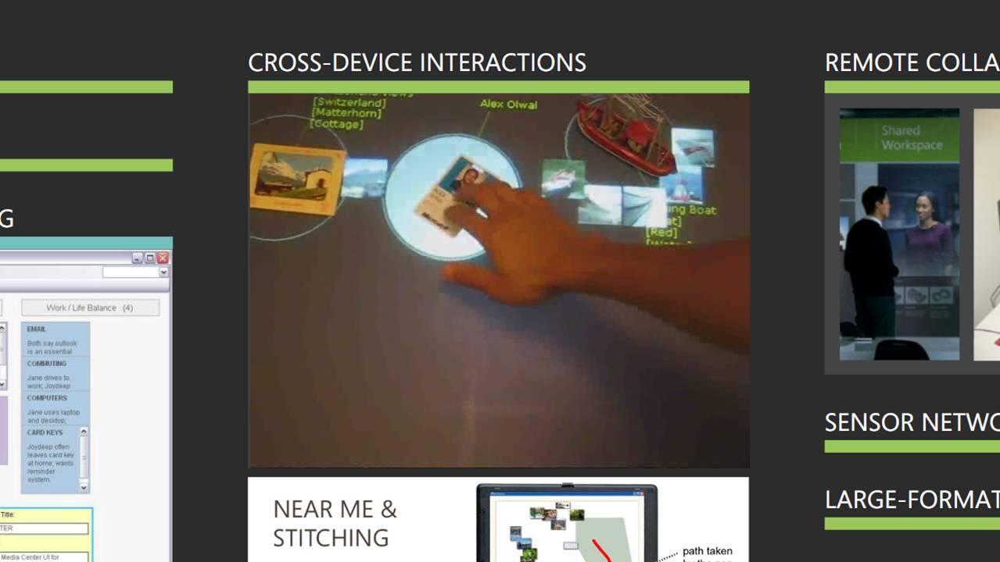 CROSS-DEVICE INTERACTIONS
REMOTE COLLA
[Switzerland]
[Matterhorn]
[Cottage]
Alex Olwal
Microsoft
ing Boat
at]
[Red]
Shared
Workspace
G
Work / Life Balance (4)
EMAIL
Both say outlook
is an essential
COMMUTING
Jane drives to
work; Joydeep
COMPUTERS
Jane uses laptop
and desktop,
CARD KEYS
Joydeep often
leaves card key
at home; wants
reminder
system.
Title:
TER
Media Center UI for
NEAR ME &
STITCHING
path taken
SENSOR NETWO
LARGE-FORMAT